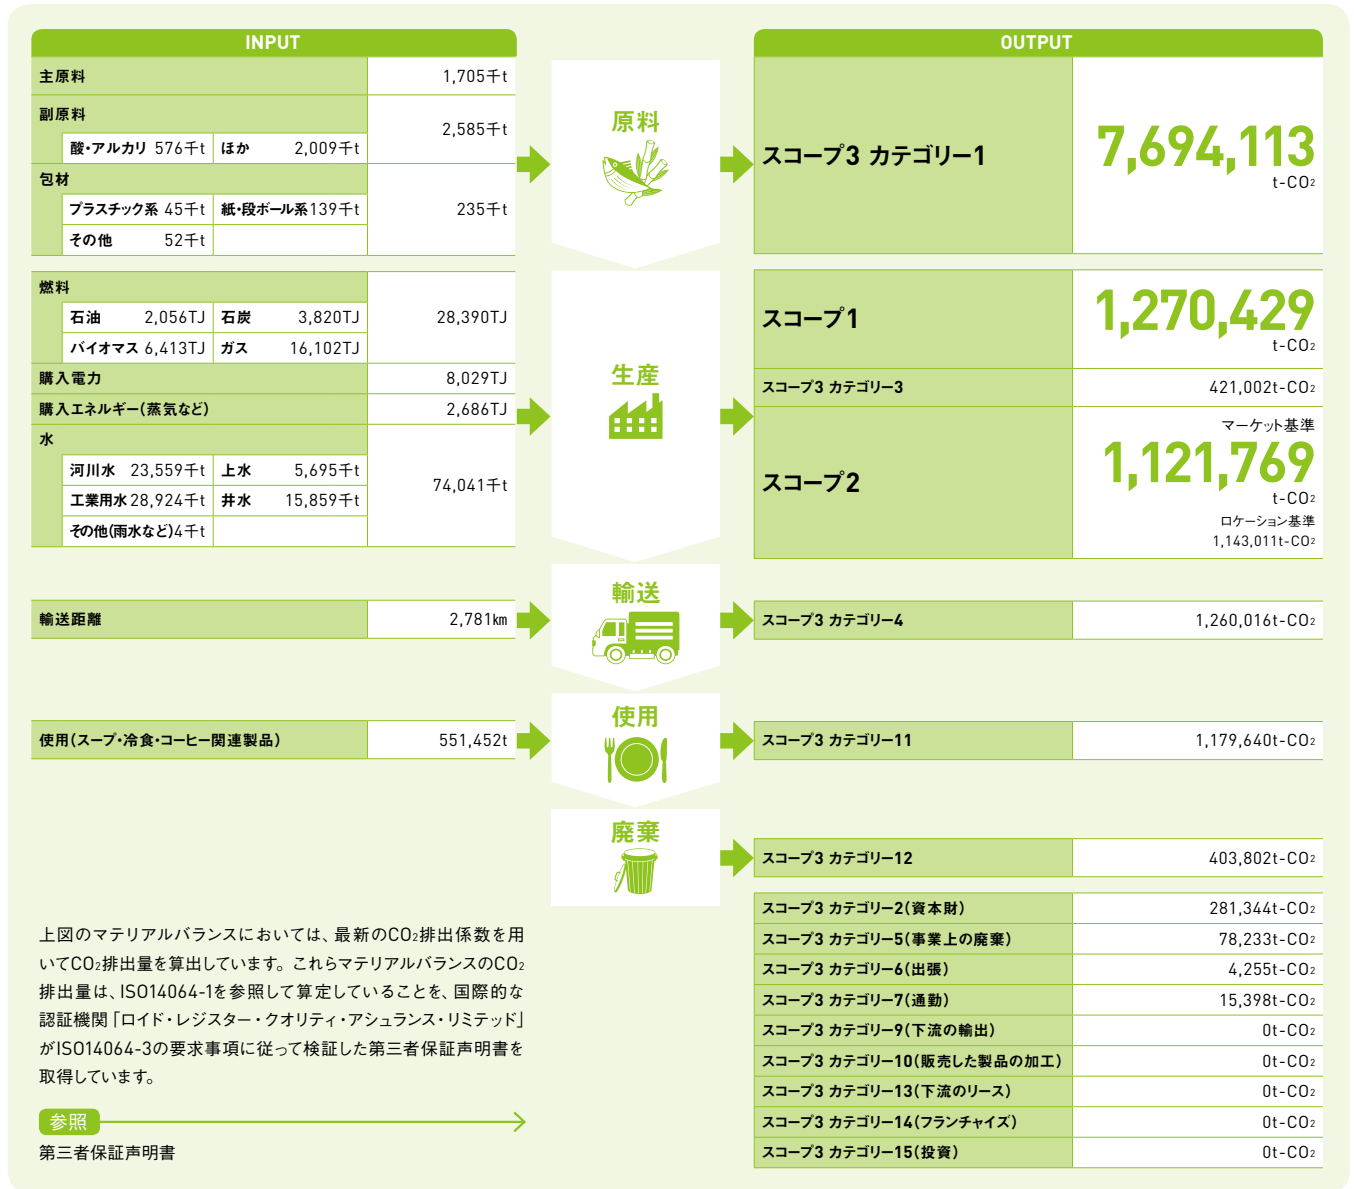 INPUT
主原料 1,705千t
副原料 2,585千t
酸・アルカリ 576千t ほか 2,009千t
包材 235千t
プラスチック系 45千t 紙・段ボール系139千t
その他 52千t
燃料 28,390TJ
石油 2,056TJ 石炭 3,820TJ
バイオマス 6,413TJ ガス 16,102TJ
購入電力 8,029TJ
購入エネルギー(蒸気など) 2,686TJ
水 74,041千t
河川水 23,559千t 上水 5,695千t
工業用水28,924千t 井水 15,859千t
その他(雨水など)4千t
輸送距離 2,781㎞
使用(スープ・冷食・コーヒー関連製品) 551,452t
原料
生産
輸送
使用
廃棄
OUTPUT
スコープ3 カテゴリー1 7,694,113
t-CO2
スコープ1 1,270,429
t-CO2
スコープ3 カテゴリー3 421,002t-CO2
マーケット基準
スコープ2 1,121,769
t-CO2
ロケーション基準
1,143,011t-CO2
スコープ3 カテゴリー4 1,260,016t-CO2
スコープ3 カテゴリー11 1,179,640t-CO2
スコープ3 カテゴリー12 403,802t-CO2
スコープ3 カテゴリー2(資本財) 281,344t-CO2
スコープ3 カテゴリー5(事業上の廃棄) 78,233t-CO2
スコープ3 カテゴリー6(出張) 4,255t-CO2
スコープ3 カテゴリー7(通勤) 15,398t-CO2
スコープ3 カテゴリー9(下流の輸出) 0t-CO2
スコープ3 カテゴリー10(販売した製品の加工) 0t-CO2
スコープ3 カテゴリー13(下流のリース) 0t-CO2
スコープ3 カテゴリー14(フランチャイズ) 0t-CO2
スコープ3 カテゴリー15(投資) 0t-CO2
上図のマテリアルバランスにおいては、最新のCO2排出係数を用
いてCO2排出量を算出しています。これらマテリアルバランスのCO2
排出量は、ISO14064-1を参照して算定していることを、国際的な
認証機関「ロイド・レジスター・クオリティ・アシュランス・リミテッド」
がISO14064-3の要求事項に従って検証した第三者保証声明書を
取得しています。
参照
第三者保証声明書